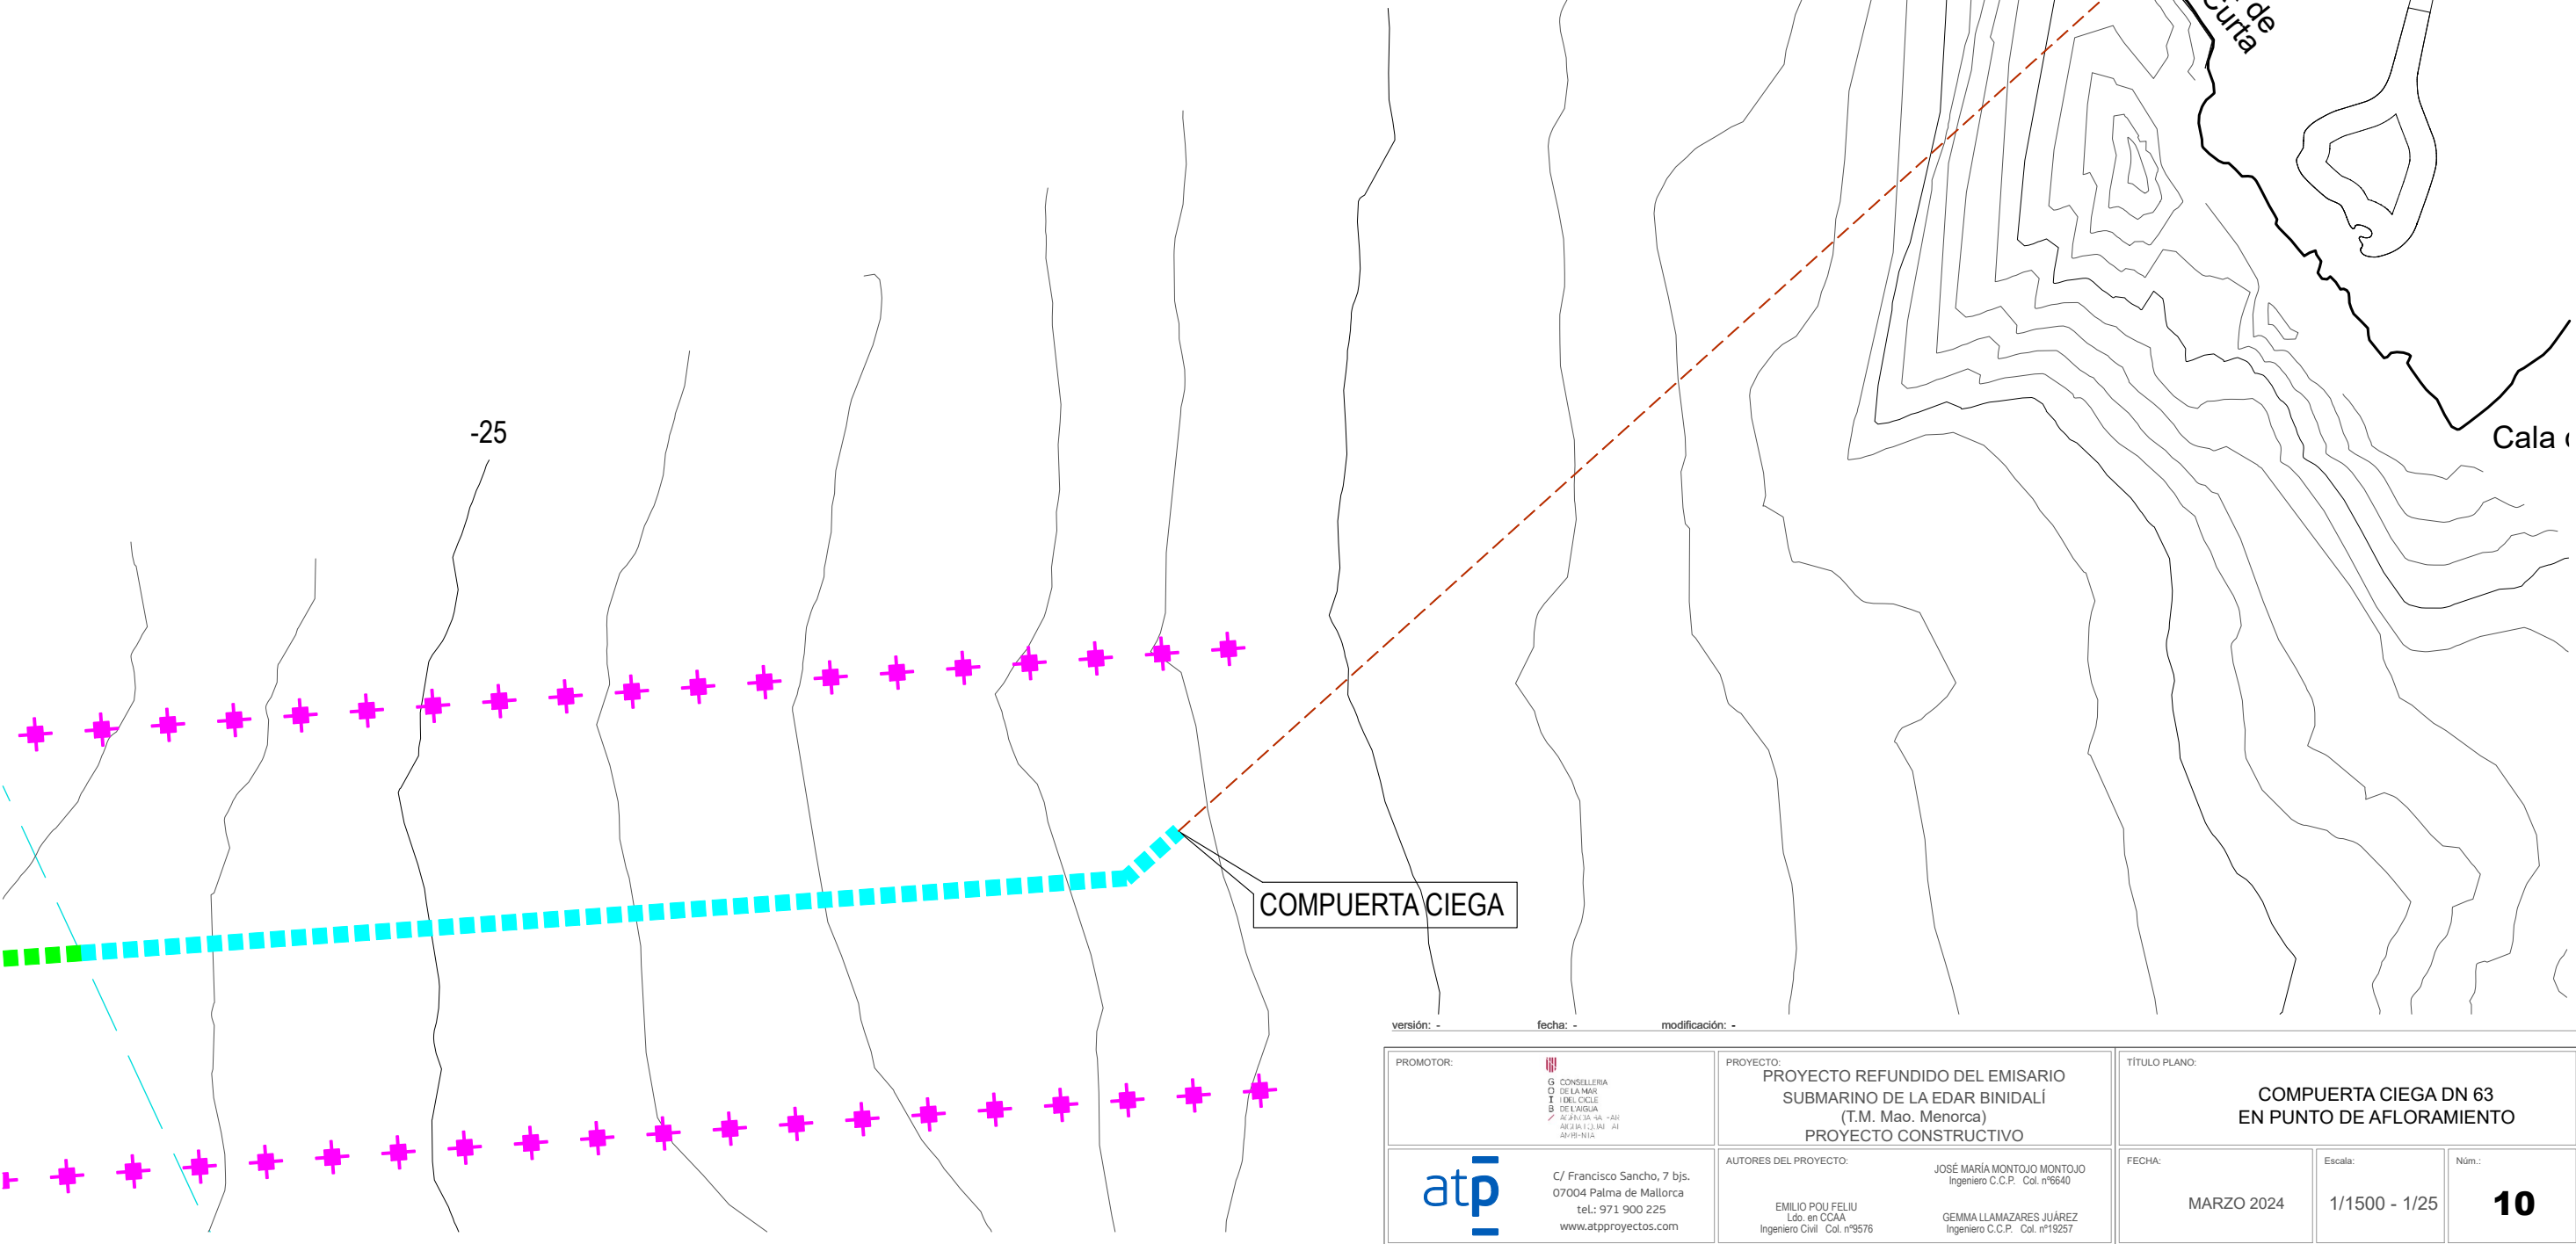 de
Curta
-25
Cala
COMPUERTA CIEGA
versión: -
fecha: -
modificación: -
PROMOTOR:
G CONSELLERIA
O DE LA MAR
I I DEL CICLE
B DE L'AIGUA
PROYECTO:
PROYECTO REFUNDIDO DEL EMISARIO
SUBMARINO DE LA EDAR BINIDALÍ
(T.M. Mao. Menorca)
PROYECTO CONSTRUCTIVO
TÍTULO PLANO:
COMPUERTA CIEGA DN 63
EN PUNTO DE AFLORAMIENTO
atp
C/ Francisco Sancho, 7 bjs.
07004 Palma de Mallorca
tel.: 971 900 225
www.atpproyectos.com
AUTORES DEL PROYECTO:
JOSÉ MARÍA MONTOJO MONTOJO
Ingeniero C.C.P. Col. nº6640
EMILIO POU FELIU
Ldo. en CCAA
Ingeniero Civil Col. nº9576
GEMMA LLAMAZARES JUÁREZ
Ingeniero C.C.P. Col. nº19257
FECHA:
MARZO 2024
Escala:
1/1500 - 1/25
Núm.:
10